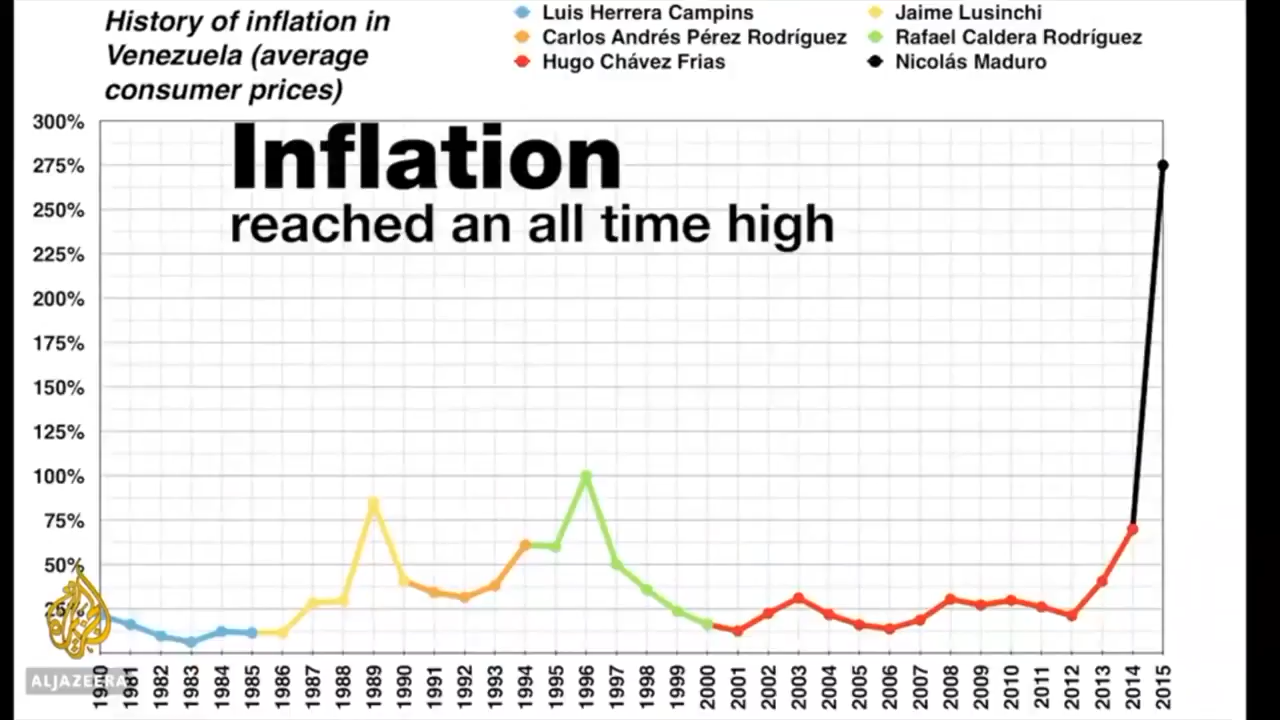 History of inflation in
Venezuela (average
consumer prices)
Luis Herrera Campins
Jaime Lusinchi
Carlos Andrés Pérez Rodríguez
Rafael Caldera Rodríguez
Hugo Chávez Frias
Nicolás Maduro
Inflation
reached an all time high
300%
275%
250%
225%
200%
175%
150%
125%
100%
75%
50%
25%
1980 1981 1982 1983 1984 1985 1986 1987 1988 1989 1990 1991 1992 1993 1994 1995 1996 1997 1998 1999 2000 2001 2002 2003 2004 2005 2006 2007 2008 2009 2010 2011 2012 2013 2014 2015
ALJAZEERA